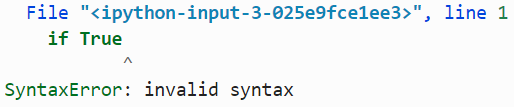 File "<ipython-input-3-025e9fce1ee3>", line 1
if True
^
SyntaxError: invalid syntax